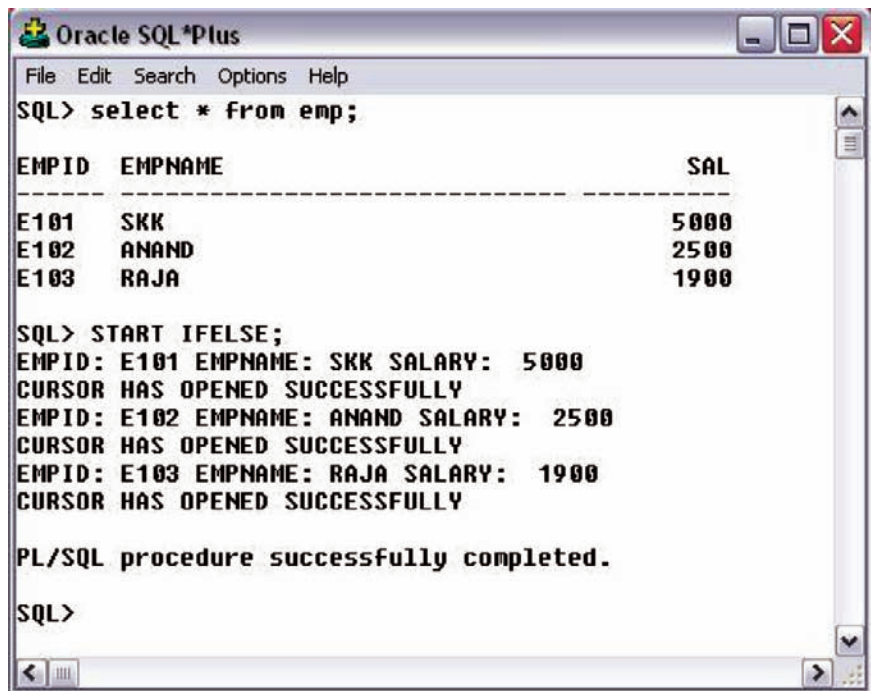 Oracle SQL*Plus
File Edit Search Options Help
SQL> select * from emp;
EMPID EMPNAME SAL
------ ------------------------------ ----------
E101 SKK 5000
E102 ANAND 2500
E103 RAJA 1900
SQL> START IFELSE;
EMPID: E101 EMPNAME: SKK SALARY: 5000
CURSOR HAS OPENED SUCCESSFULLY
EMPID: E102 EMPNAME: ANAND SALARY: 2500
CURSOR HAS OPENED SUCCESSFULLY
EMPID: E103 EMPNAME: RAJA SALARY: 1900
CURSOR HAS OPENED SUCCESSFULLY
PL/SQL procedure successfully completed.
SQL>